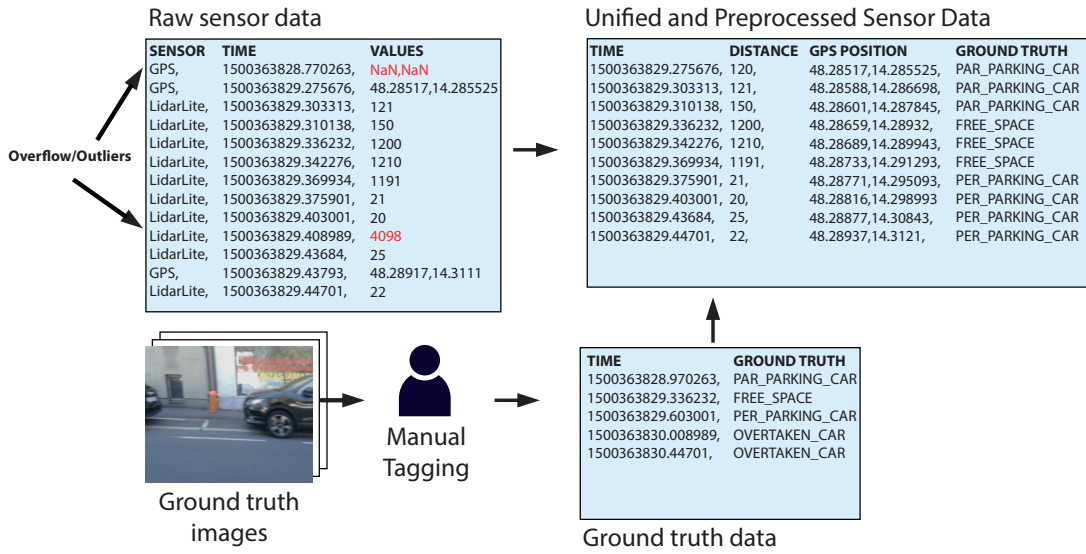 Raw sensor data
SENSOR TIME VALUES
GPS, 1500363828.770263, NaN,NaN
GPS, 1500363829.275676, 48.28517,14.285525
LidarLite, 1500363829.303313, 121
LidarLite, 1500363829.310138, 150
LidarLite, 1500363829.336232, 1200
LidarLite, 1500363829.342276, 1210
LidarLite, 1500363829.369934, 1191
LidarLite, 1500363829.375901, 21
LidarLite, 1500363829.403001, 20
LidarLite, 1500363829.408989, 4098
LidarLite, 1500363829.43684, 25
GPS, 1500363829.43793, 48.28917,14.3111
LidarLite, 1500363829.44701, 22
Overflow/Outliers
Unified and Preprocessed Sensor Data
TIME DISTANCE GPS POSITION GROUND TRUTH
1500363829.275676, 120, 48.28517,14.285525, PAR_PARKING_CAR
1500363829.303313, 121, 48.28588,14.286698, PAR_PARKING_CAR
1500363829.310138, 150, 48.28601,14.287845, PAR_PARKING_CAR
1500363829.336232, 1200, 48.28659,14.28932, FREE_SPACE
1500363829.342276, 1210, 48.28689,14.289943, FREE_SPACE
1500363829.369934, 1191, 48.28733,14.291293, FREE_SPACE
1500363829.375901, 21, 48.28771,14.295093, PER_PARKING_CAR
1500363829.403001, 20, 48.28816,14.298993 PER_PARKING_CAR
1500363829.43684, 25, 48.28877,14.30843, PER_PARKING_CAR
1500363829.44701, 22, 48.28937,14.3121, PER_PARKING_CAR
Ground truth
images
Manual
Tagging
TIME GROUND TRUTH
1500363828.970263, PAR_PARKING_CAR
1500363829.336232, FREE_SPACE
1500363829.603001, PER_PARKING_CAR
1500363830.008989, OVERTAKEN_CAR
1500363830.44701, OVERTAKEN_CAR
Ground truth data